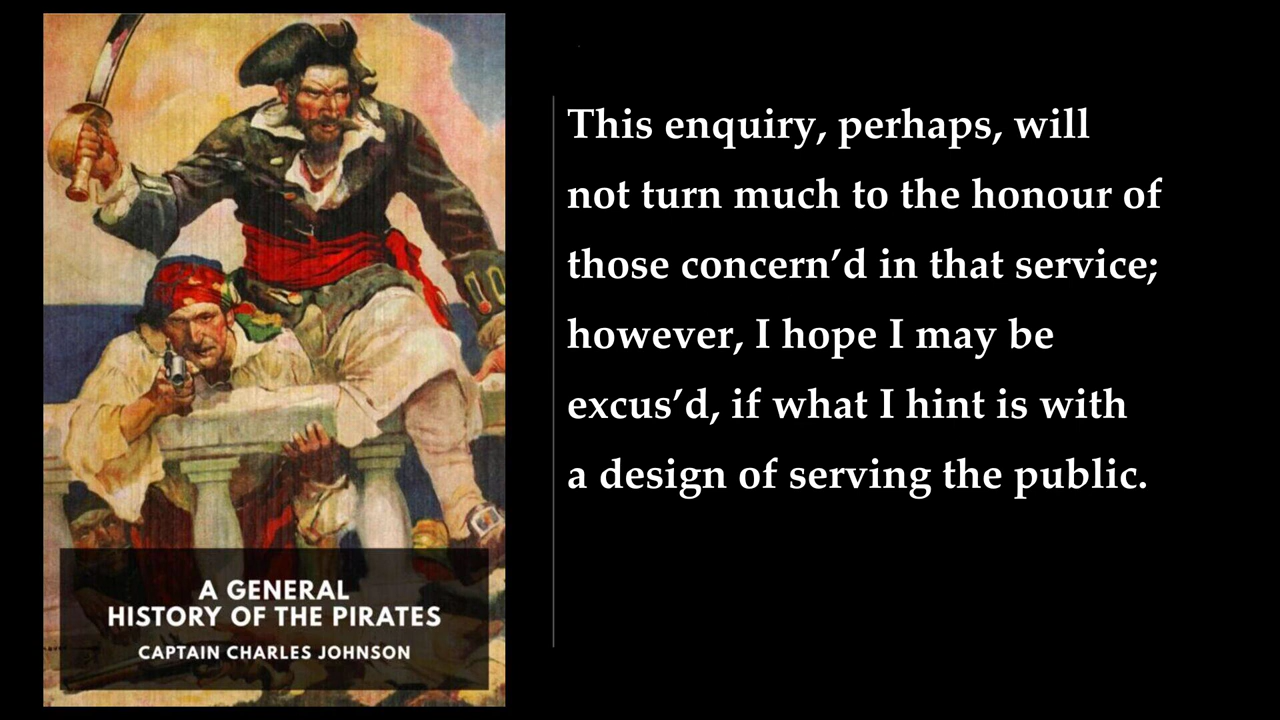 A GENERAL
HISTORY OF THE PIRATES
CAPTAIN CHARLES JOHNSON
This enquiry, perhaps, will
not turn much to the honour of
those concern’d in that service;
however, I hope I may be
excus’d, if what I hint is with
a design of serving the public.